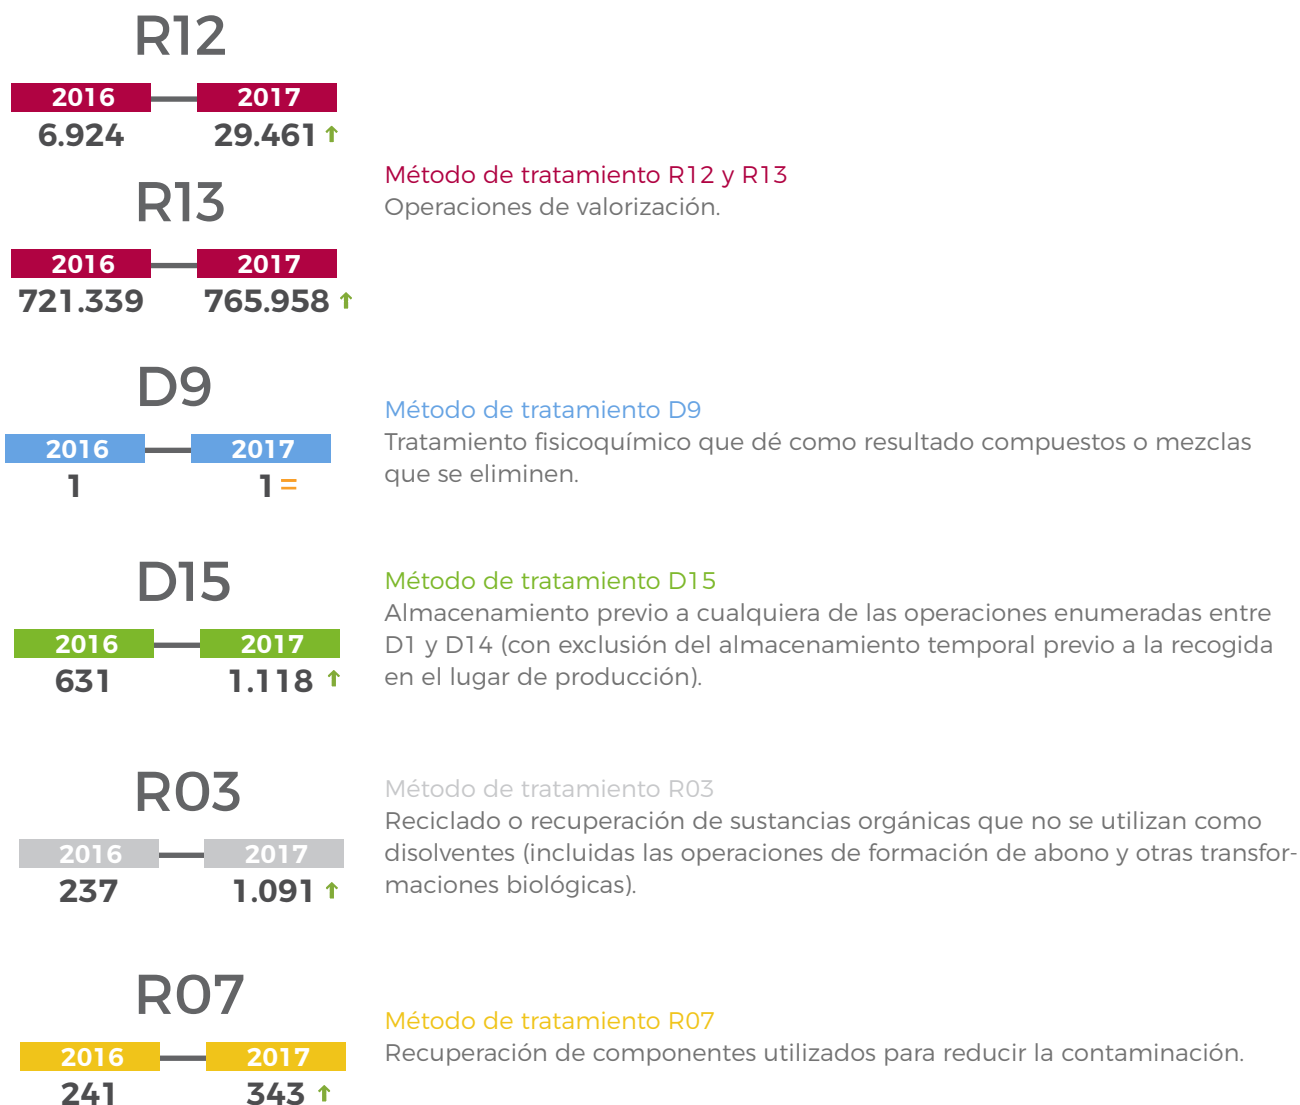 R12
2016 2017
6.924 29.461
R13
2016 2017
721.339 765.958
Método de tratamiento R12 y R13
Operaciones de valorización.
D9
2016 2017
1 1 =
Método de tratamiento D9
Tratamiento fisicoquímico que dé como resultado compuestos o mezclas
que se eliminen.
D15
2016 2017
631 1.118
Método de tratamiento D15
Almacenamiento previo a cualquiera de las operaciones enumeradas entre
D1 y D14 (con exclusión del almacenamiento temporal previo a la recogida
en el lugar de producción).
R03
2016 2017
237 1.091
Método de tratamiento R03
Reciclado o recuperación de sustancias orgánicas que no se utilizan como
disolventes (incluidas las operaciones de formación de abono y otras transfor-
maciones biológicas).
R07
2016 2017
241 343
Método de tratamiento R07
Recuperación de componentes utilizados para reducir la contaminación.